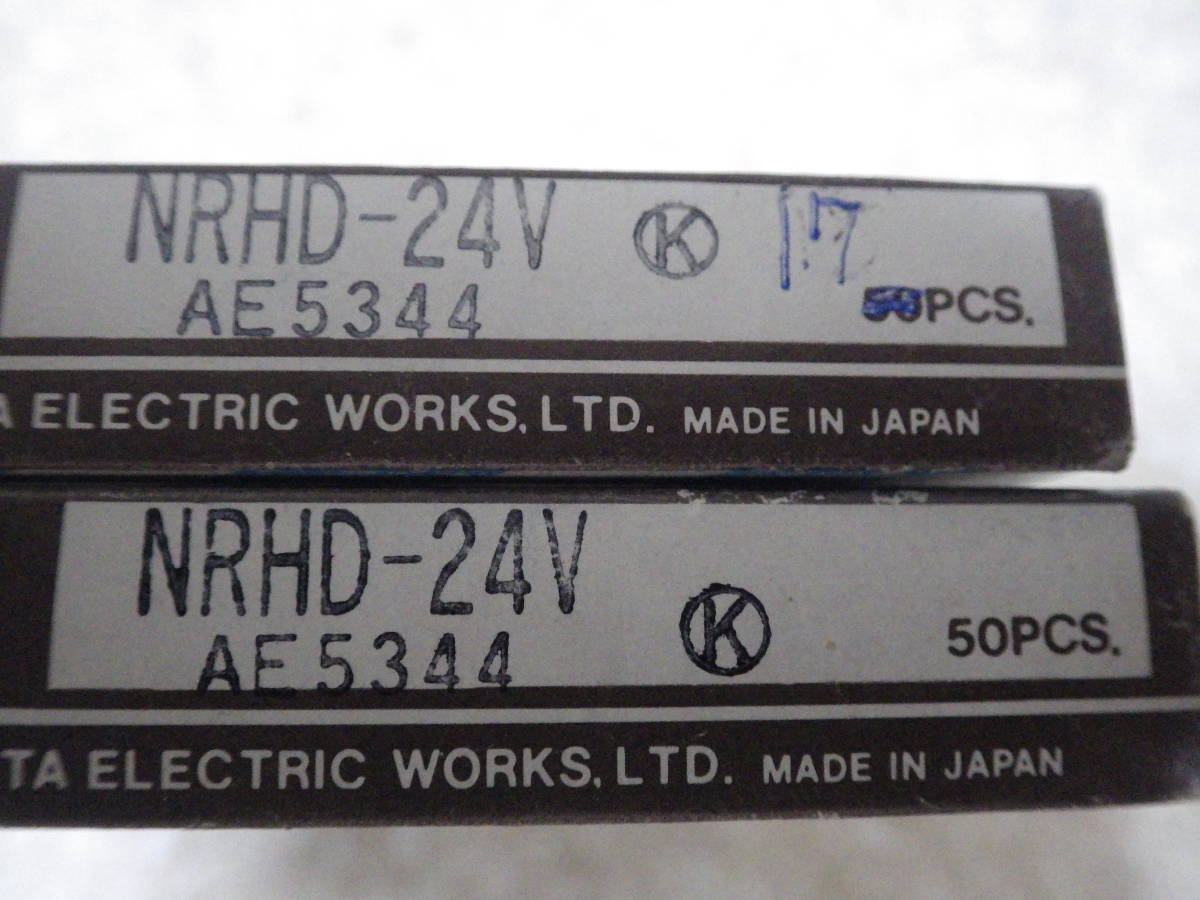 NRHD-24V K 17
AE5344 50PCS.
A ELECTRIC WORKS, LTD. MADE IN JAPAN
NRHD-24V K
AE5344 50PCS.
TA ELECTRIC WORKS, LTD. MADE IN JAPAN